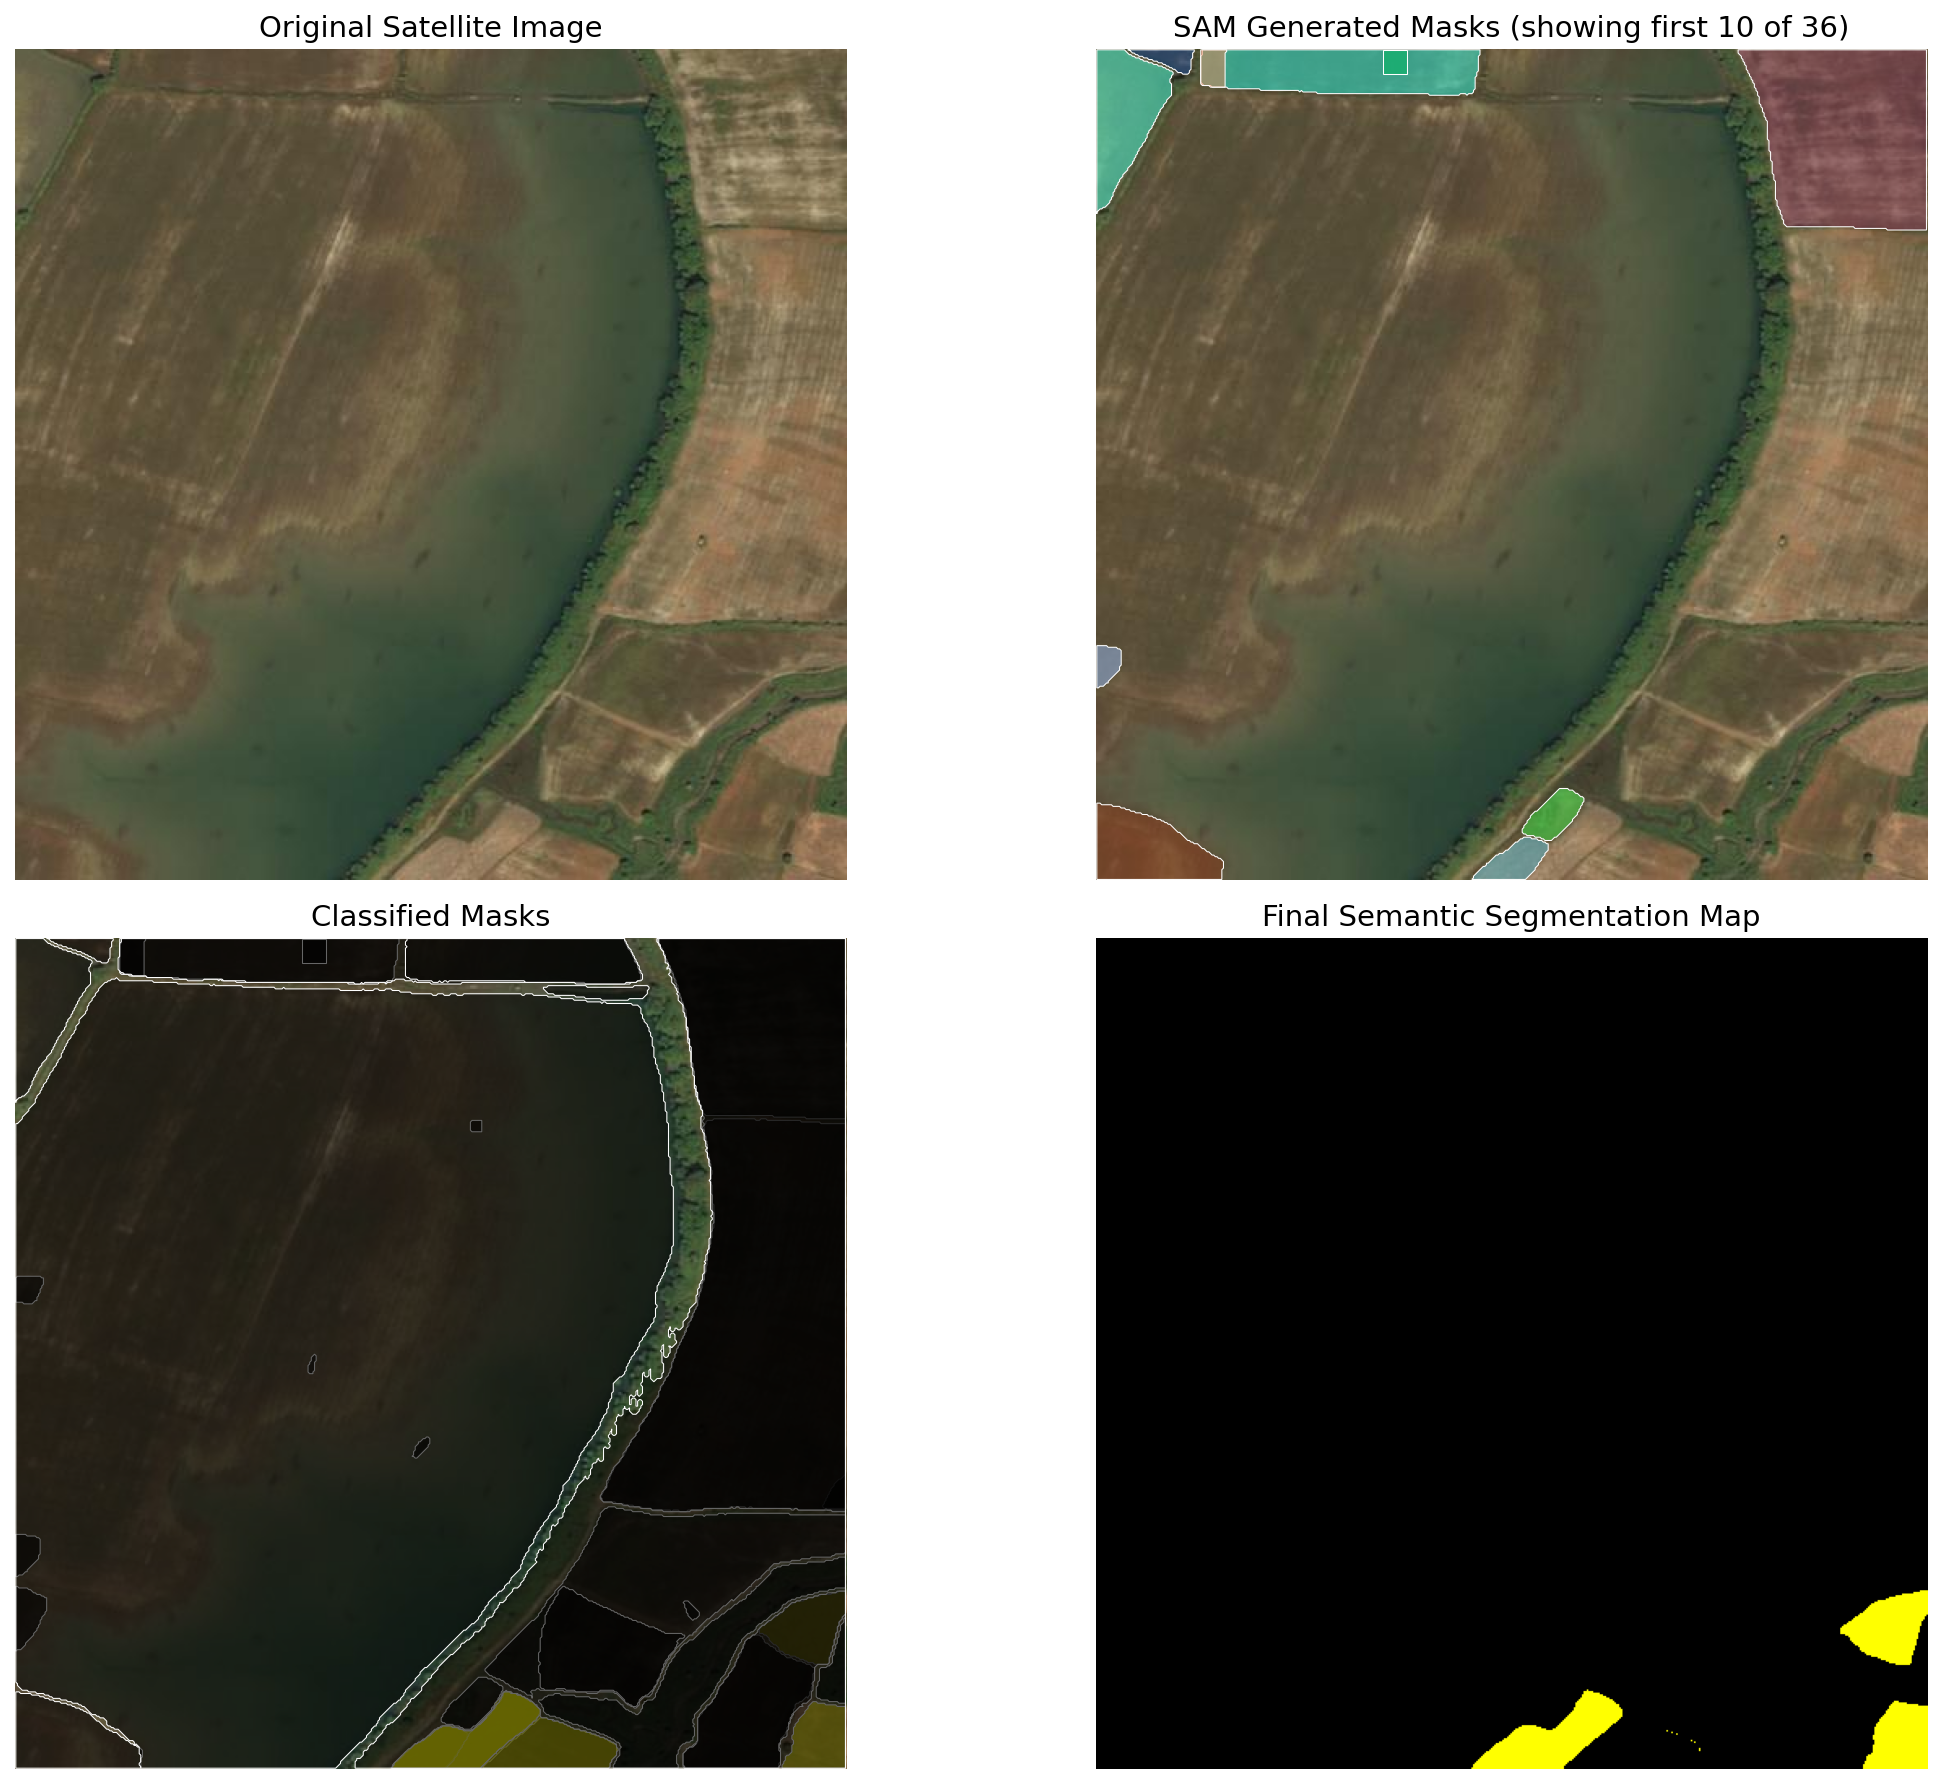 Original Satellite Image
SAM Generated Masks (showing first 10 of 36)
Classified Masks
Final Semantic Segmentation Map